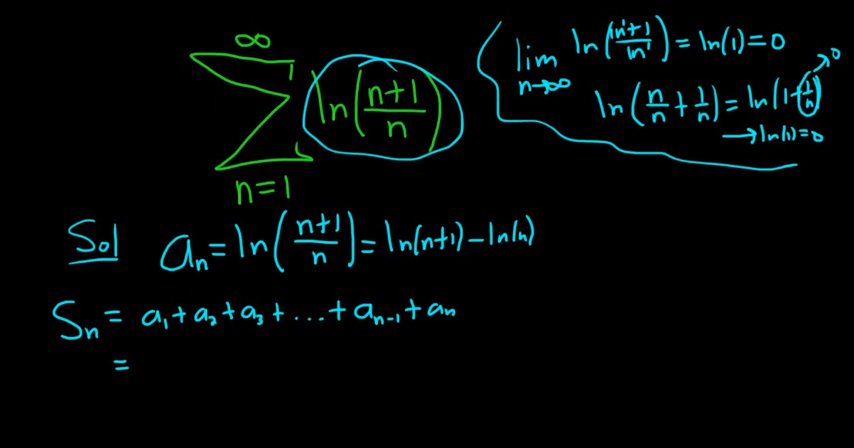 ∞
∑ ln((n+1)/n)
n=1
lim n→∞ ln((n+1)/n) = ln(1) = 0
ln(n/n + 1/n) = ln(1+1/n) → 0
→ ln(1) = 0
Sol aₙ = ln((n+1)/n) = ln(n+1) - ln(n)
Sₙ = a₁ + a₂ + a₃ + ... + aₙ₋₁ + aₙ
=